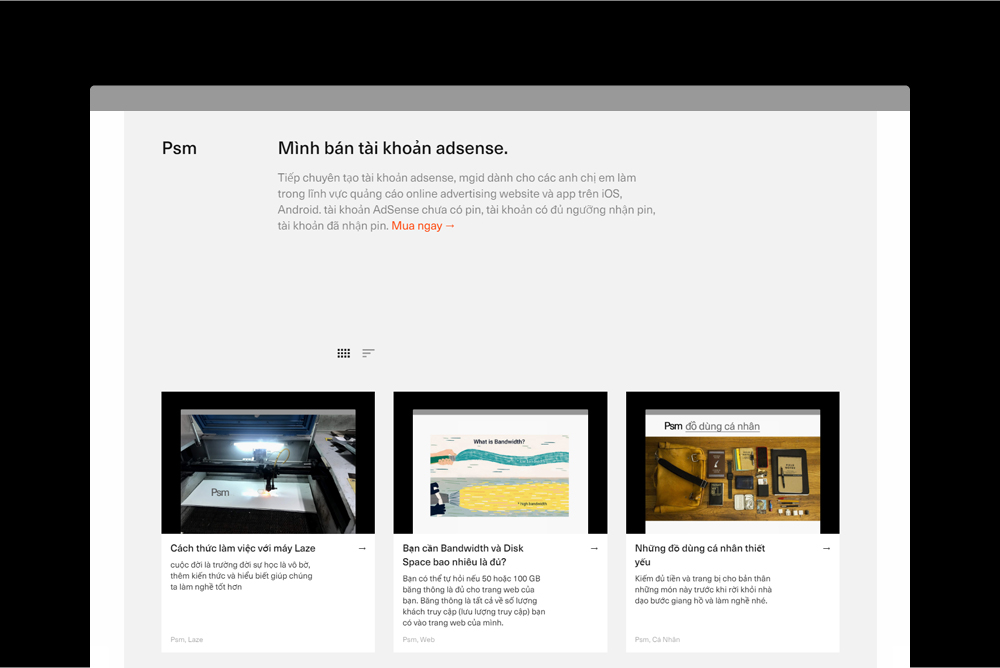 Psm
Mình bán tài khoản adsense.
Tiếp chuyên tạo tài khoản adsense, mgid dành cho các anh chị em làm
trong lĩnh vực quảng cáo online advertising website và app trên iOS,
Android. tài khoản AdSense chưa có pin, tài khoản có đủ ngưỡng nhận pin,
tài khoản đã nhận pin. Mua ngay →
Psm
What is Bandwidth?
* high bandwidth
Psm đồ dùng cá nhân
Cách thức làm việc với máy Laze →
cuộc dời là trường đời sự học là vô bờ,
thêm kiến thức và hiểu biết giúp chúng
ta làm nghề tốt hơn
Psm, Laze
Bạn cần Bandwidth và Disk →
Space bao nhiêu là đủ?
Bạn có thể tự hỏi nếu 50 hoặc 100 GB
băng thông là đủ cho trang web của
bạn. Băng thông là tất cả về số lượng
khách truy cập (lưu lượng truy cập) bạn
có vào trang web của mình.
Psm, Web
Những đồ dùng cá nhân thiết →
yếu
Kiếm đủ tiền và trang bị cho bản thân
những món này trước khi rời khỏi nhà
dạo bước giang hồ và làm nghề nhé.
Psm, Cá Nhân